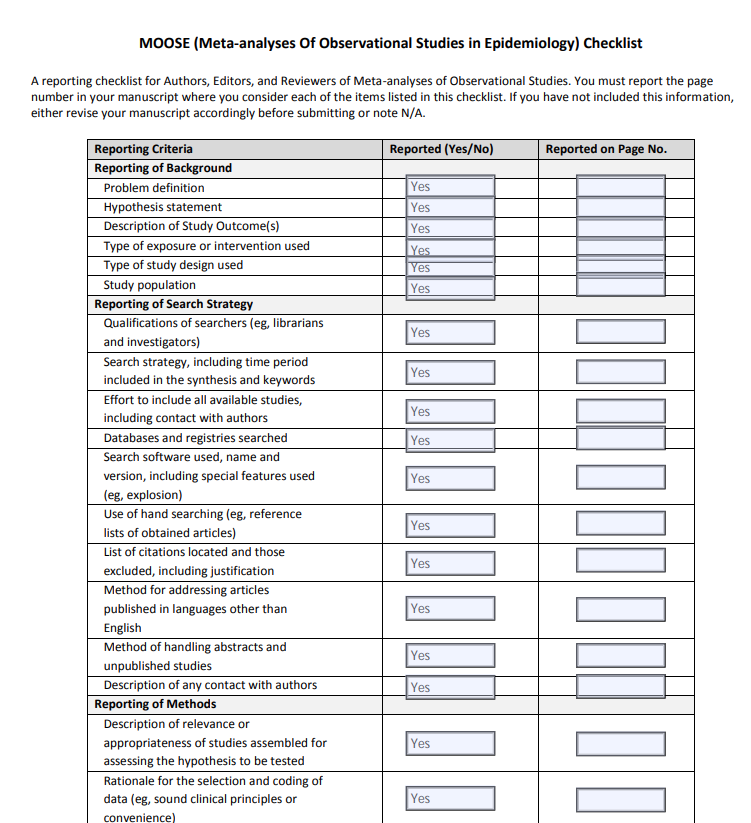 MOOSE (Meta-analyses Of Observational Studies in Epidemiology) Checklist
A reporting checklist for Authors, Editors, and Reviewers of Meta-analyses of Observational Studies. You must report the page
number in your manuscript where you consider each of the items listed in this checklist. If you have not included this information,
either revise your manuscript accordingly before submitting or note N/A.
Reporting Criteria Reported (Yes/No) Reported on Page No.
Reporting of Background
Problem definition Yes
Hypothesis statement Yes
Description of Study Outcome(s) Yes
Type of exposure or intervention used Yes
Type of study design used Yes
Study population Yes
Reporting of Search Strategy
Qualifications of searchers (eg, librarians
and investigators) Yes
Search strategy, including time period
included in the synthesis and keywords Yes
Effort to include all available studies,
including contact with authors Yes
Databases and registries searched Yes
Search software used, name and
version, including special features used Yes
(eg, explosion)
Use of hand searching (eg, reference
lists of obtained articles) Yes
List of citations located and those
excluded, including justification Yes
Method for addressing articles
published in languages other than Yes
English
Method of handling abstracts and
unpublished studies Yes
Description of any contact with authors Yes
Reporting of Methods
Description of relevance or
appropriateness of studies assembled for Yes
assessing the hypothesis to be tested
Rationale for the selection and coding of
data (eg, sound clinical principles or Yes
convenience)